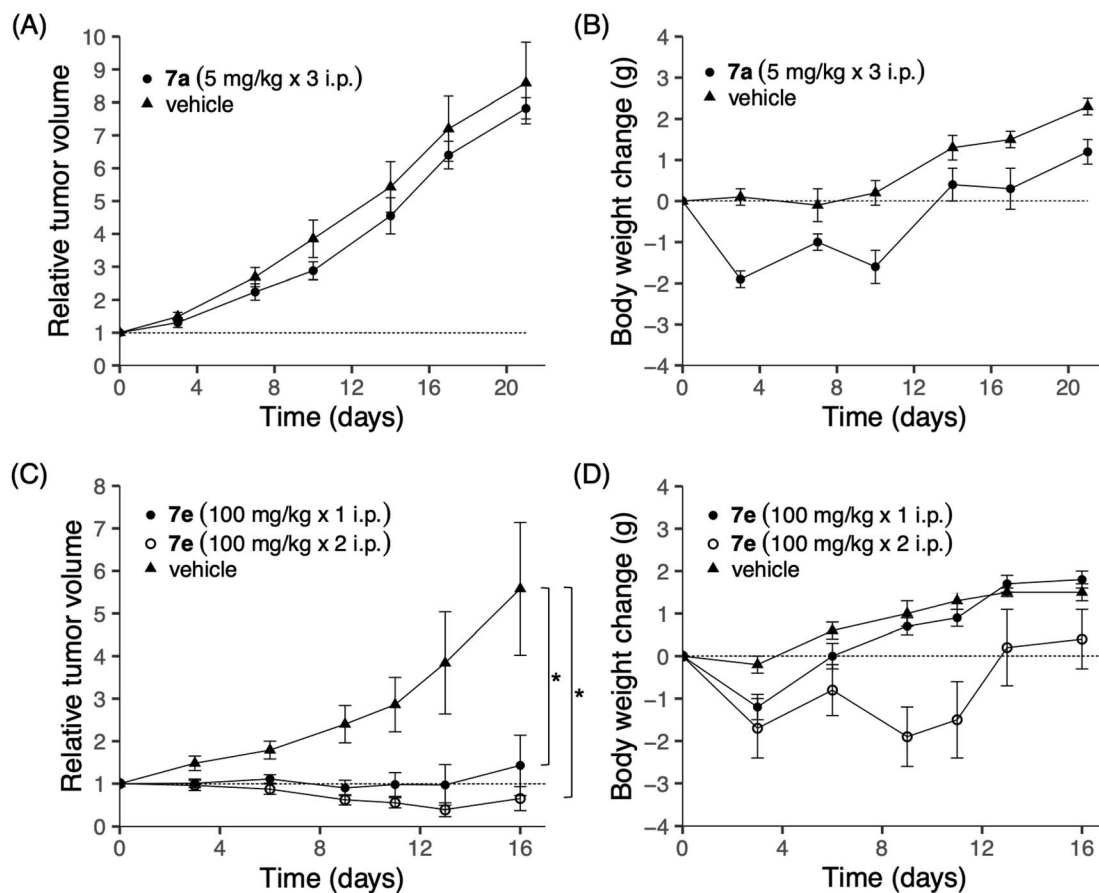 (A)
Relative tumor volume
10
9
8
7
6
5
4
3
2
1
0
7a (5 mg/kg x 3 i.p.)
vehicle
0 4 8 12 16 20
Time (days)
(B)
Body weight change (g)
4
3
2
1
0
−1
−2
−3
−4
7a (5 mg/kg x 3 i.p.)
vehicle
0 4 8 12 16 20
Time (days)
(C)
Relative tumor volume
8
7
6
5
4
3
2
1
0
7e (100 mg/kg x 1 i.p.)
7e (100 mg/kg x 2 i.p.)
vehicle
*
*
0 4 8 12 16
Time (days)
(D)
Body weight change (g)
4
3
2
1
0
−1
−2
−3
−4
7e (100 mg/kg x 1 i.p.)
7e (100 mg/kg x 2 i.p.)
vehicle
0 4 8 12 16
Time (days)